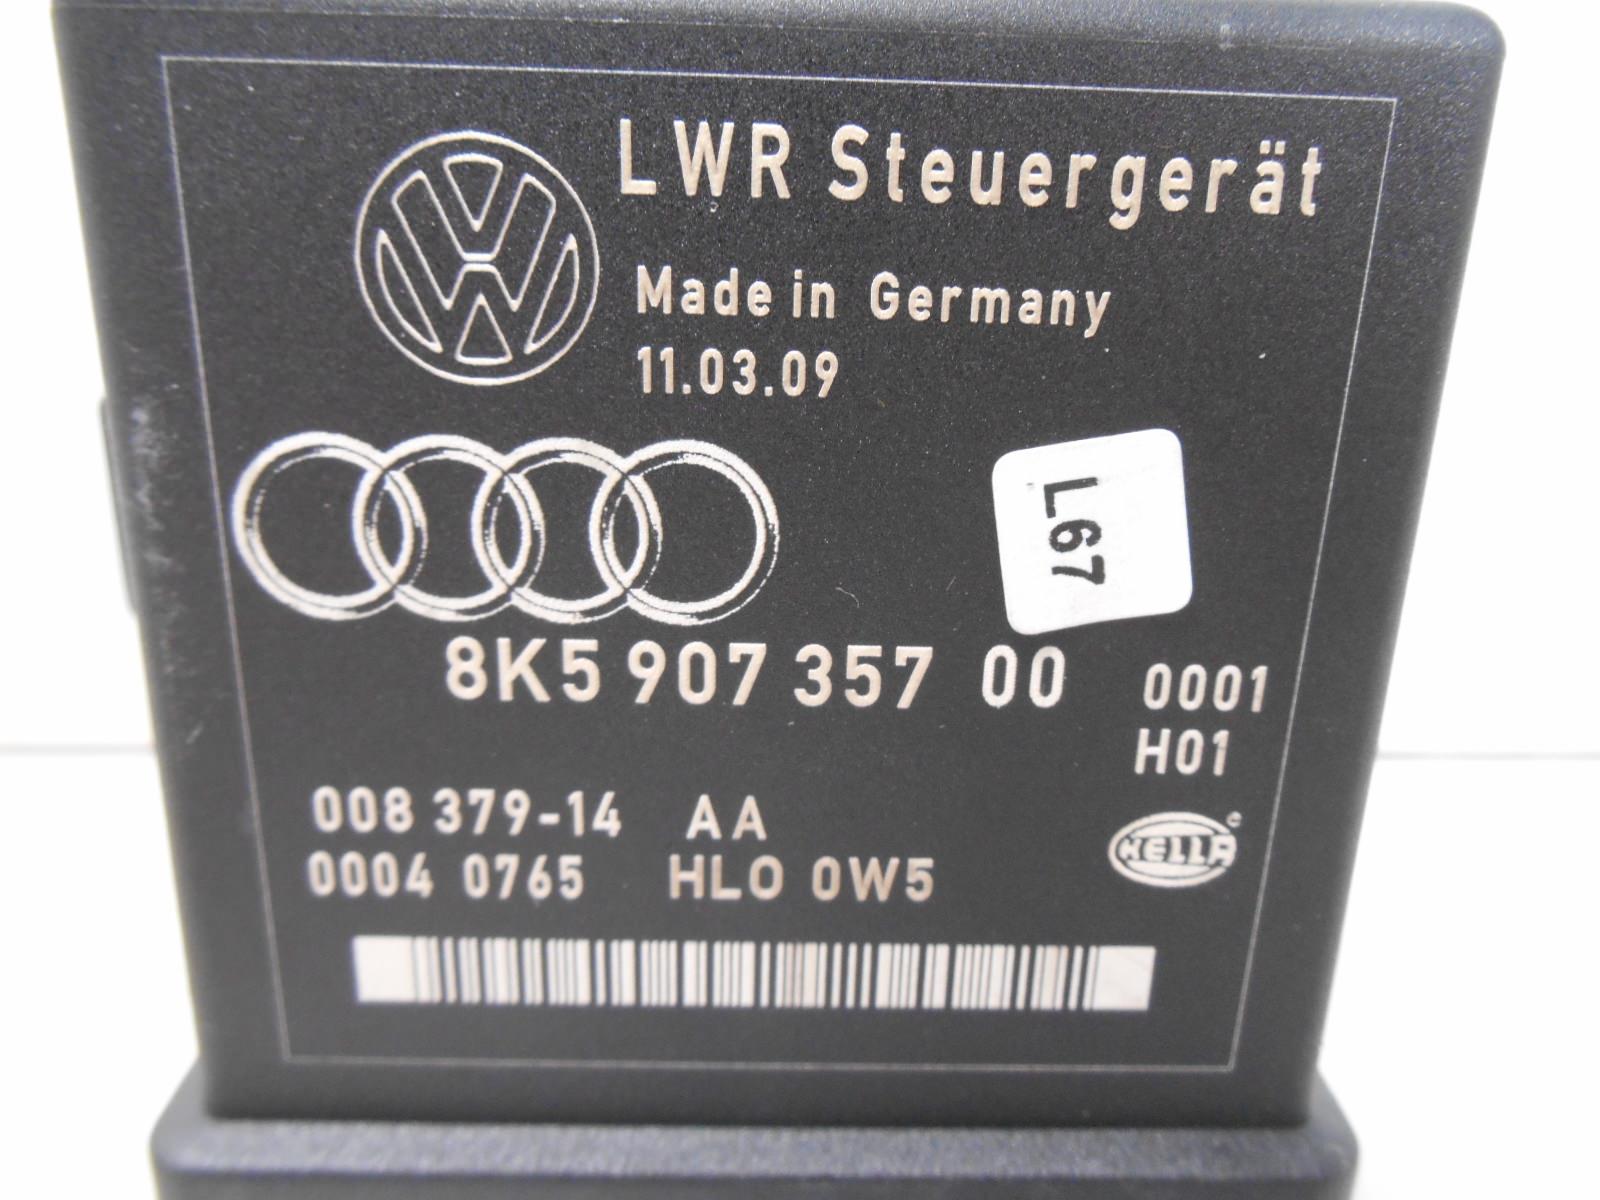 LWR Steuergerät
Made in Germany
11.03.09
L67
8K5 907 357 00 0001
H01
008 379-14 AA
0004 0765 HLO 0W5
HELLA